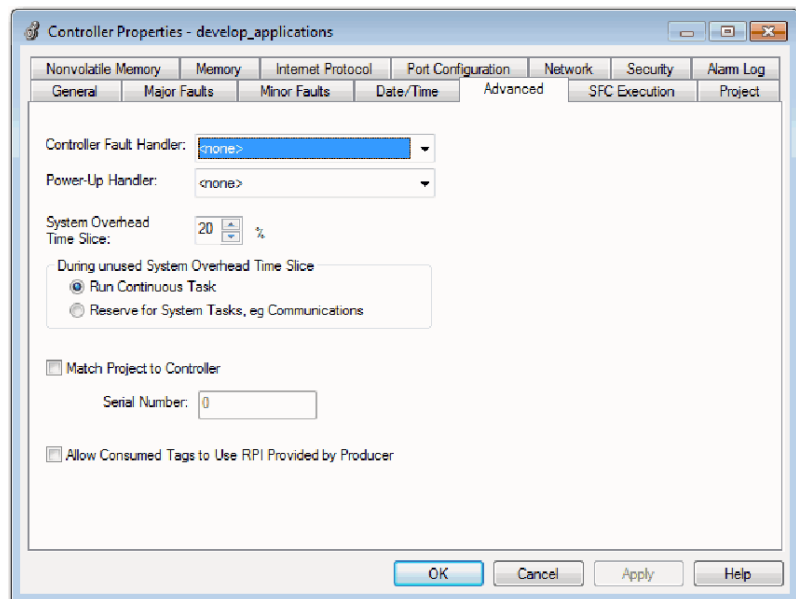 Controller Properties - develop_applications
Nonvolatile Memory Memory Internet Protocol Port Configuration Network Security Alarm Log
General Major Faults Minor Faults Date/Time Advanced SFC Execution Project
Controller Fault Handler: <none>
Power-Up Handler: <none>
System Overhead
Time Slice: 20 %
During unused System Overhead Time Slice
Run Continuous Task
Reserve for System Tasks, eg Communications
Match Project to Controller
Serial Number: 0
Allow Consumed Tags to Use RPI Provided by Producer
OK Cancel Apply Help